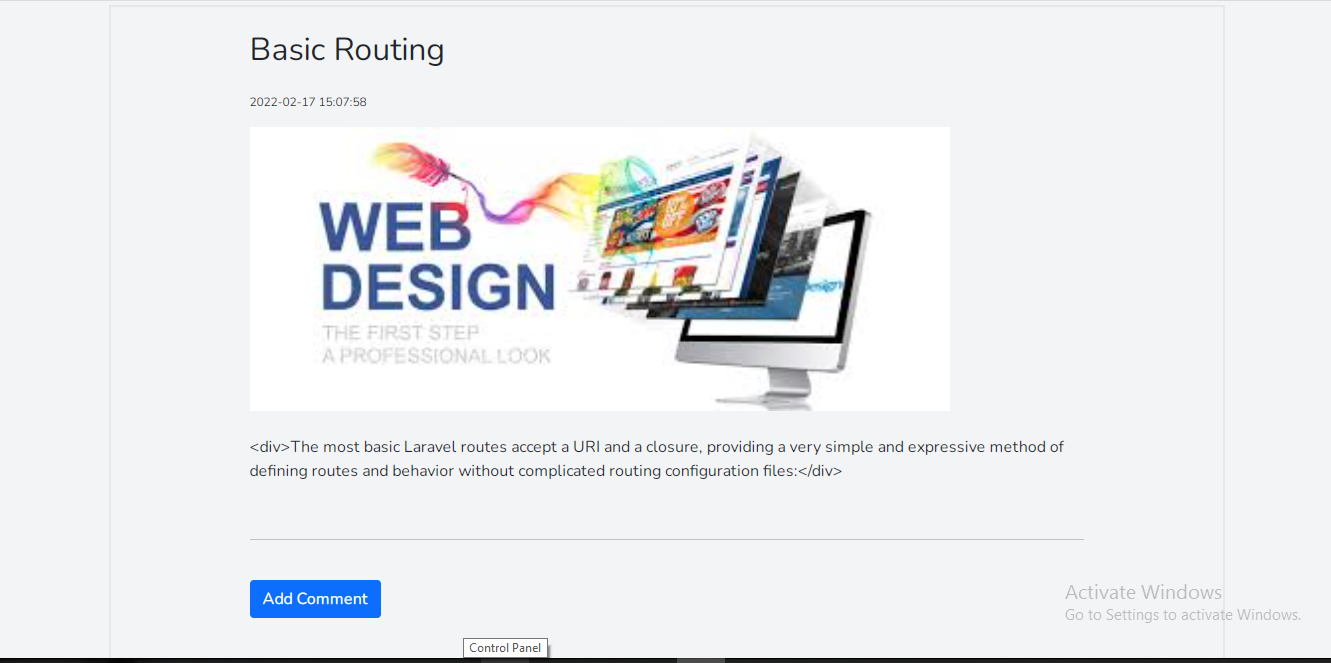 Basic Routing
2022-02-17 15:07:58
WEB
DESIGN
THE FIRST STEP
A PROFESSIONAL LOOK
esign
<div>The most basic Laravel routes accept a URI and a closure, providing a very simple and expressive method of
defining routes and behavior without complicated routing configuration files:</div>
Add Comment
Activate Windows
Go to Settings to activate Windows.
Control Panel